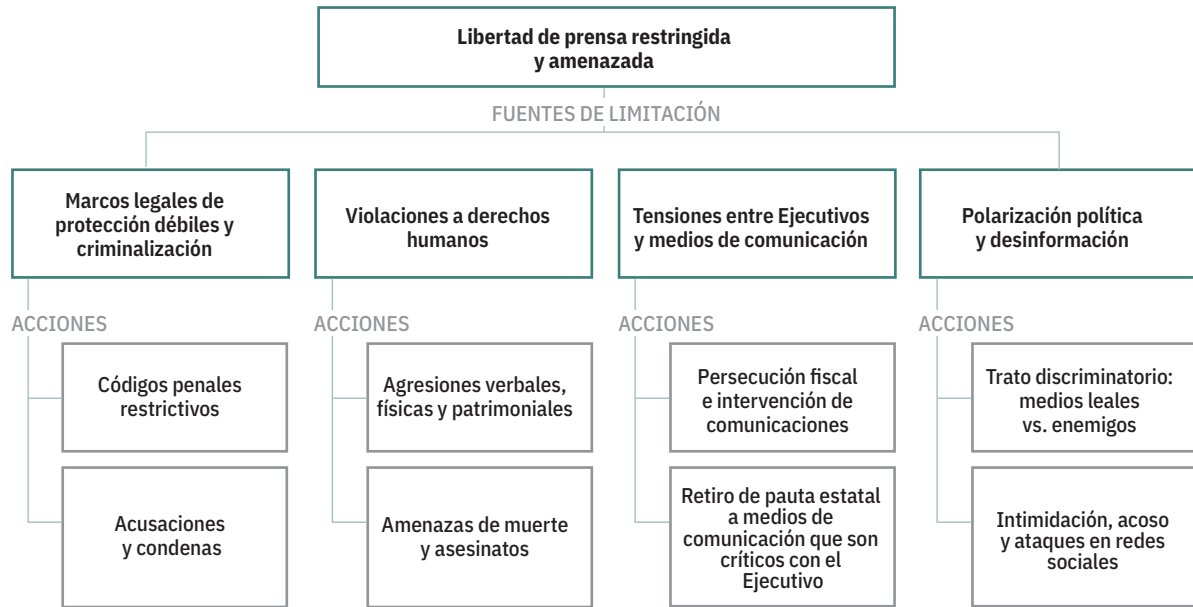 Libertad de prensa restringida
y amenazada
FUENTES DE LIMITACIÓN
Marcos legales de
protección débiles y
criminalización
Violaciones a derechos
humanos
Tensiones entre Ejecutivos
y medios de comunicación
Polarización política
y desinformación
ACCIONES
ACCIONES
ACCIONES
ACCIONES
Códigos penales
restrictivos
Agresiones verbales,
físicas y patrimoniales
Persecución fiscal
e intervención de
comunicaciones
Trato discriminatorio:
medios leales
vs. enemigos
Acusaciones
y condenas
Amenazas de muerte
y asesinatos
Retiro de pauta estatal
a medios de
comunicación que son
críticos con el
Ejecutivo
Intimidación, acoso
y ataques en redes
sociales